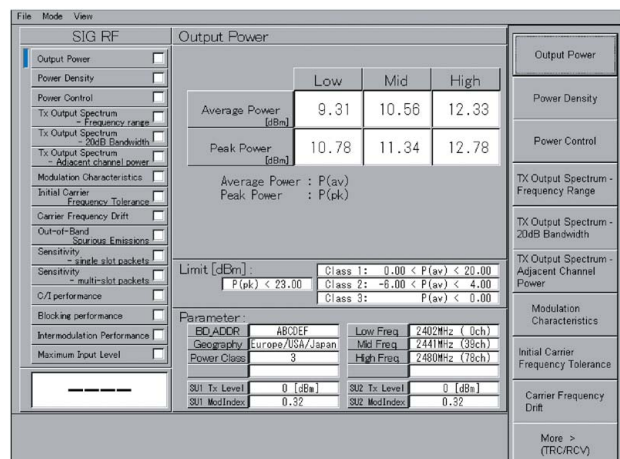 File Mode View
SIG RF
Output Power
Power Density
Power Control
Tx Output Spectrum
- Frequency range
Tx Output Spectrum
- 20dB Bandwidth
Tx Output Spectrum
- Adjacent channel power
Modulation Characteristics
Initial Carrier
Frequency Tolerance
Carrier Frequency Drift
Out-of-Band
Spurious Emissions
Sensitivity
- single slot packets
Sensitivity
- multi-slot packets
C/I performance
Blocking performance
Intermodulation Performance
Maximum Input Level
----
Output Power
Low Mid High
Average Power [dBm] 9.31 10.56 12.33
Peak Power [dBm] 10.78 11.34 12.78
Average Power : P(av)
Peak Power : P(pk)
Limit [dBm] :
P(pk) < 23.00
Class 1: 0.00 < P(av) < 20.00
Class 2: -6.00 < P(av) < 4.00
Class 3: P(av) < 0.00
Parameter :
BD_ADDR ABCDEF Low Freq 2402MHz ( 0ch)
Geography Europe/USA/Japan Mid Freq 2441MHz (39ch)
Power Class 3 High Freq 2480MHz (78ch)
SU1 Tx Level 0 [dBm] SU2 Tx Level 0 [dBm]
SU1 ModIndex 0.32 SU2 ModIndex 0.32
Output Power
Power Density
Power Control
TX Output Spectrum -
Frequency Range
TX Output Spectrum -
20dB Bandwidth
TX Output Spectrum -
Adjacent Channel
Power
Modulation
Characteristics
Initial Carrier
Frequency Tolerance
Carrier Frequency
Drift
More >
(TRC/RCV)